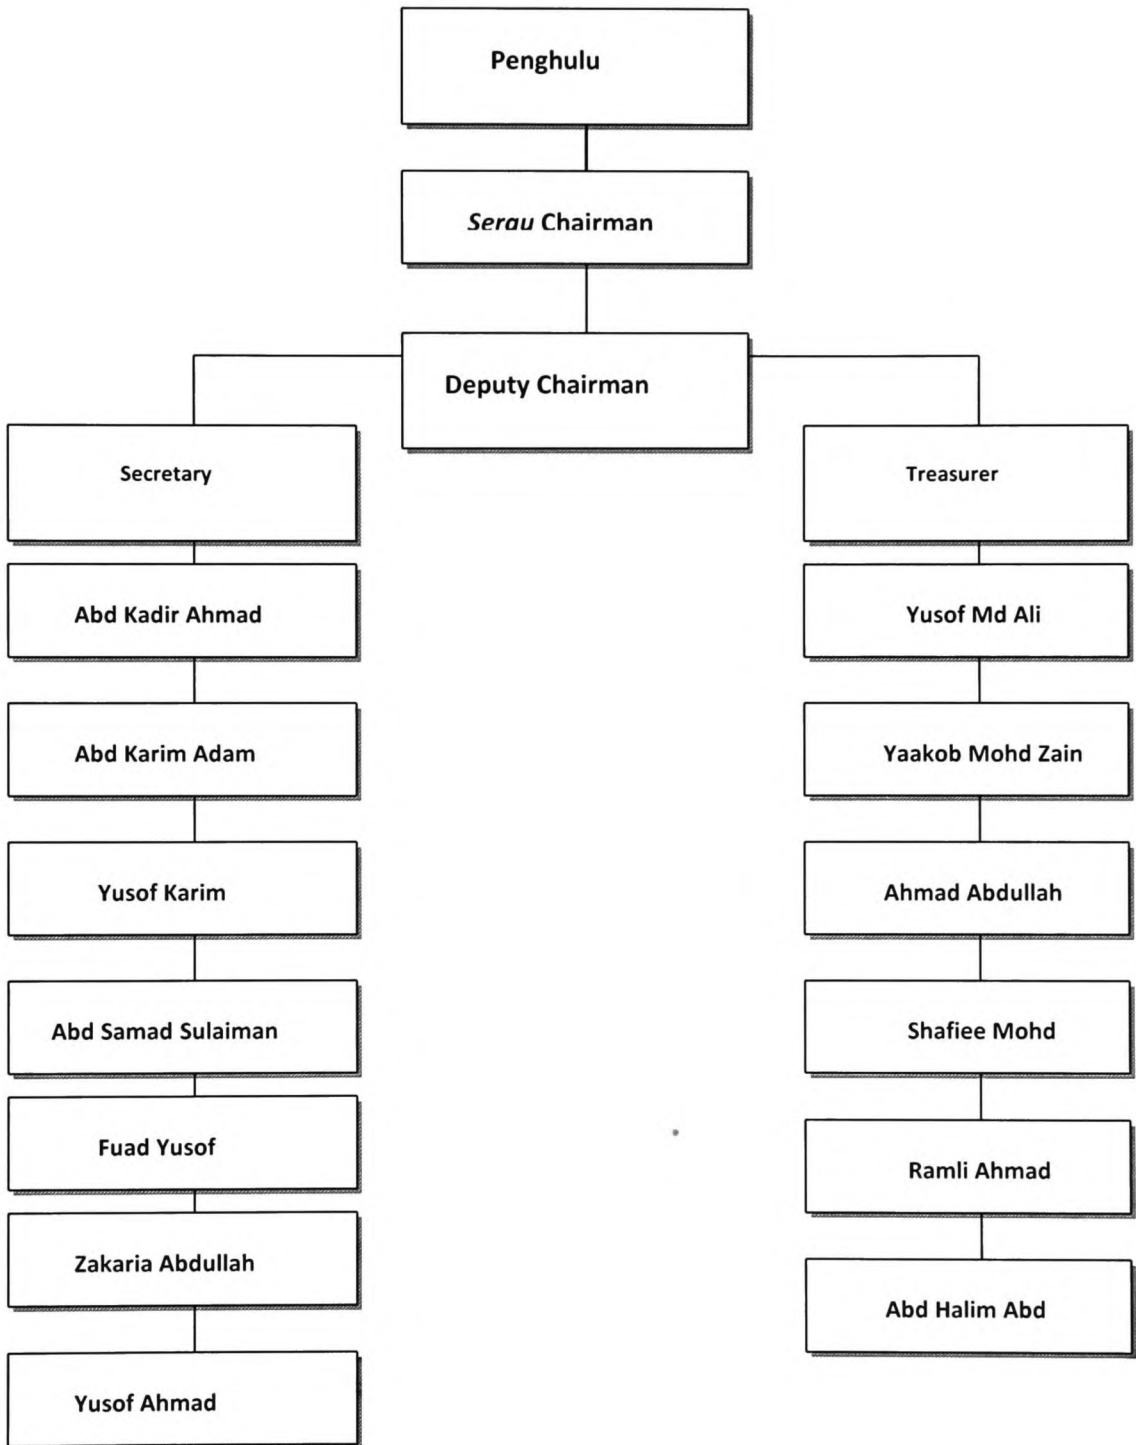 Penghulu
Serau Chairman
Deputy Chairman
Secretary
Abd Kadir Ahmad
Abd Karim Adam
Yusof Karim
Abd Samad Sulaiman
Fuad Yusof
Zakaria Abdullah
Yusof Ahmad
Treasurer
Yusof Md Ali
Yaakob Mohd Zain
Ahmad Abdullah
Shafiee Mohd
Ramli Ahmad
Abd Halim Abd